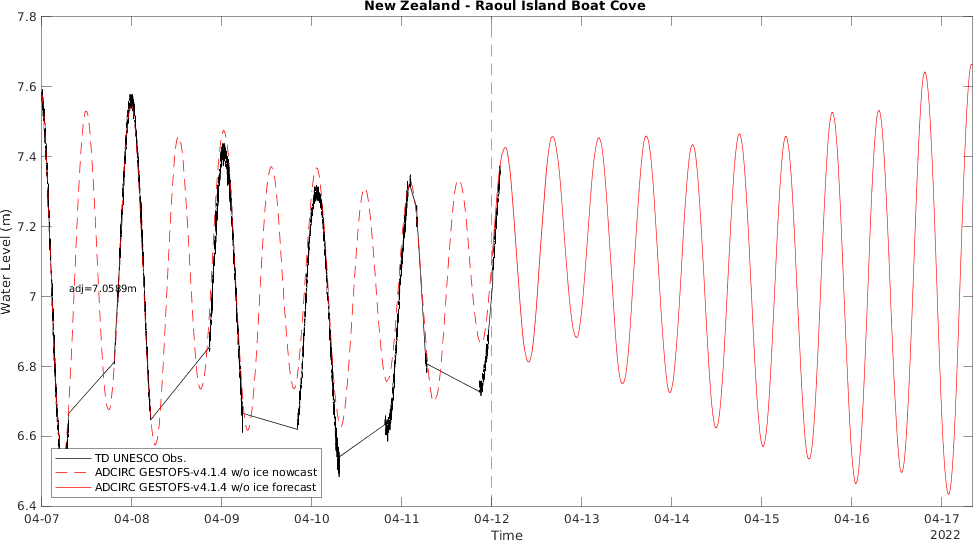 New Zealand - Raoul Island Boat Cove
Water Level (m)
7.8
7.6
7.4
7.2
7
6.8
6.6
6.4
adj=7.0589m
TD UNESCO Obs.
ADCIRC GESTOFS-v4.1.4 w/o ice nowcast
ADCIRC GESTOFS-v4.1.4 w/o ice forecast
04-07 04-08 04-09 04-10 04-11 04-12 04-13 04-14 04-15 04-16 04-17
Time
2022